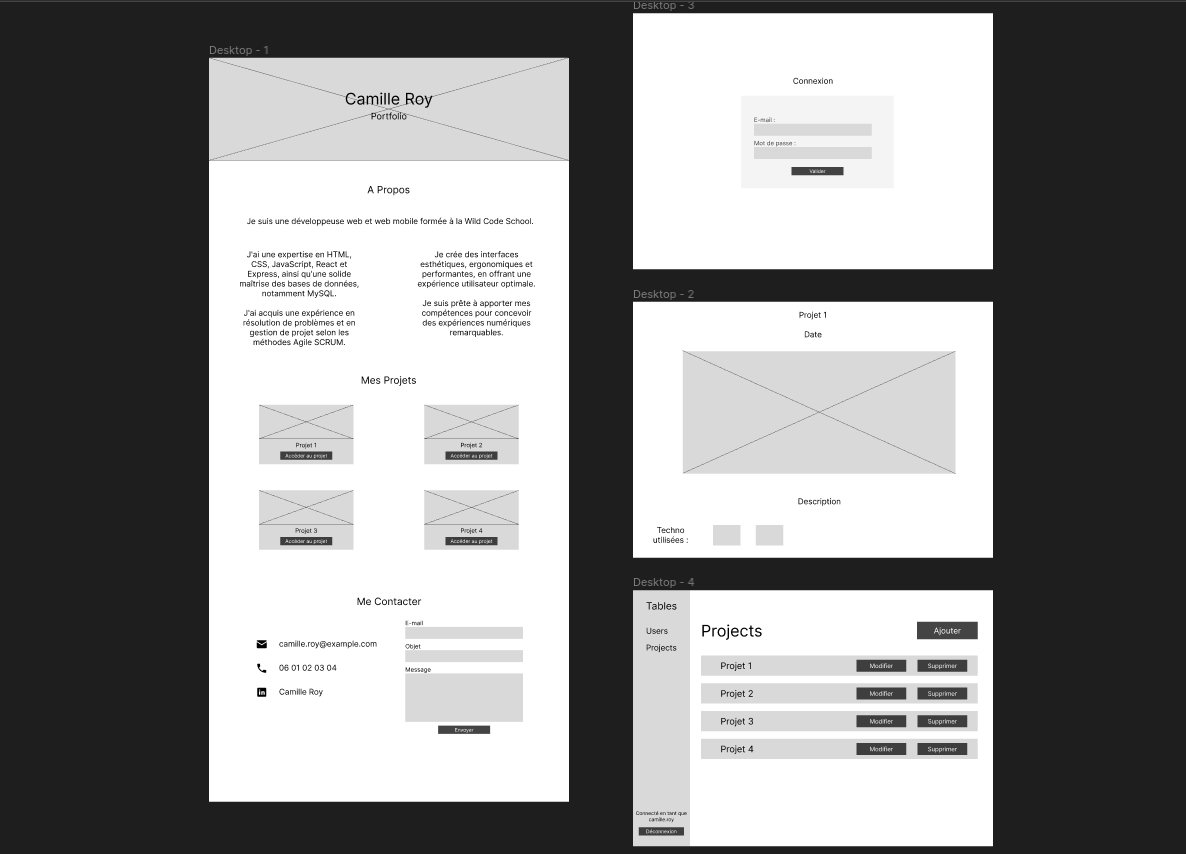 Desktop - 1
Camille Roy
Portfolio
A Propos
Je suis une développeuse web et web mobile formée à la Wild Code School.
J'ai une expertise en HTML,
CSS, JavaScript, React et
Express, ainsi qu'une solide
maîtrise des bases de données,
notamment MySQL.
J'ai acquis une expérience en
résolution de problèmes et en
gestion de projet selon les
méthodes Agile SCRUM.
Je crée des interfaces
esthétiques, ergonomiques et
performantes, en offrant une
expérience utilisateur optimale.
Je suis prête à apporter mes
compétences pour concevoir
des expériences numériques
remarquables.
Mes Projets
Projet 1
Accéder au projet
Projet 2
Accéder au projet
Projet 3
Accéder au projet
Projet 4
Accéder au projet
Me Contacter
camille.roy@example.com
06 01 02 03 04
in
Camille Roy
E-mail
Objet
Message
Envoyer
Desktop - 3
Connexion
E-mail :
Mot de passe :
Valider
Desktop - 2
Projet 1
Date
Description
Techno
utilisées :
Desktop - 4
Tables
Users
Projects
Connecté en tant que
camille.roy
Déconnexion
Projects
Ajouter
Projet 1
Modifier
Supprimer
Projet 2
Modifier
Supprimer
Projet 3
Modifier
Supprimer
Projet 4
Modifier
Supprimer